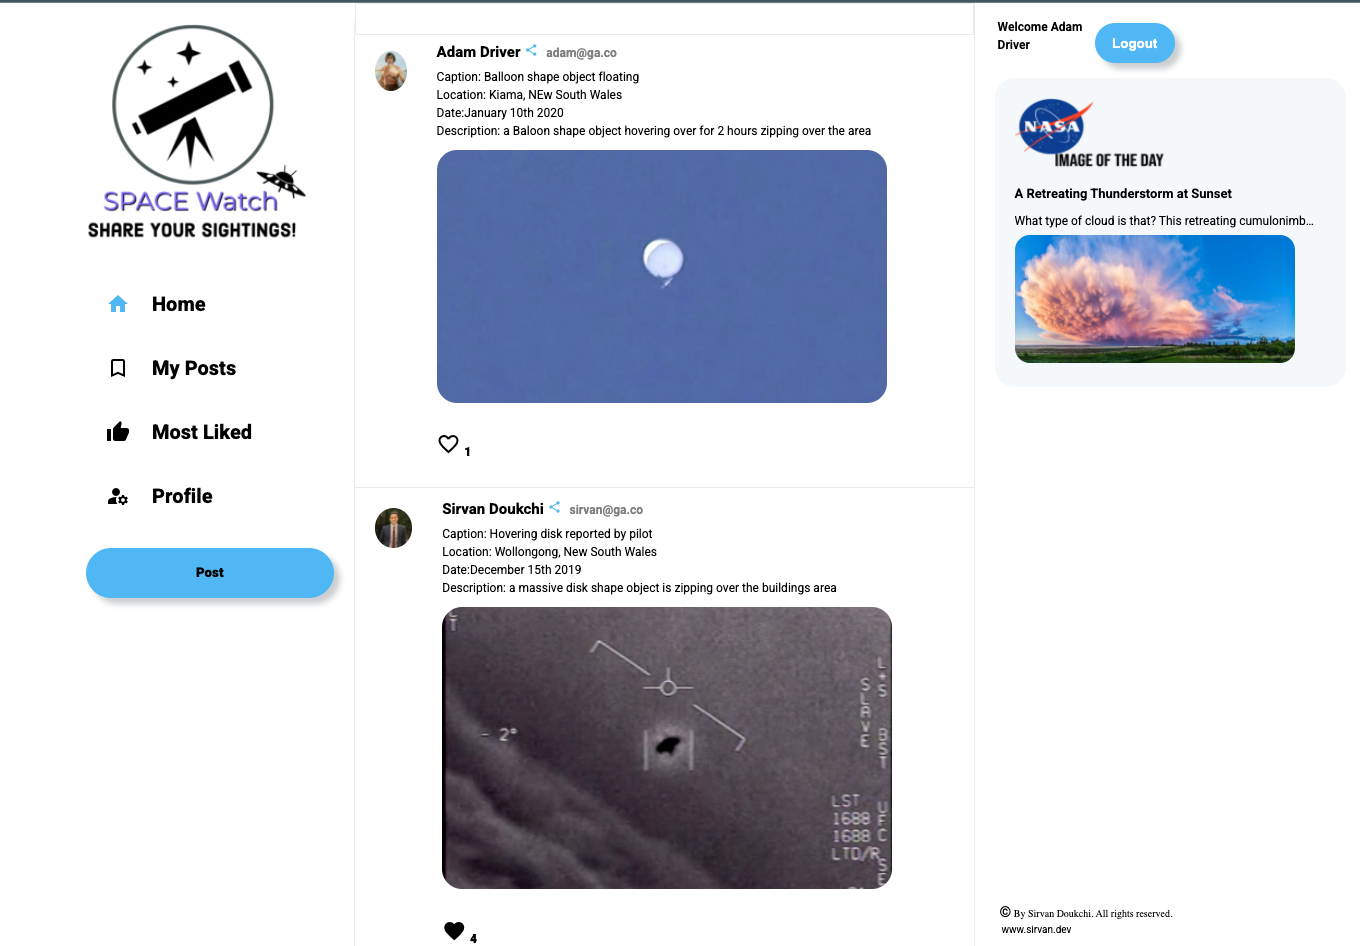 SPACE Watch
SHARE YOUR SIGHTINGS!
Home
My Posts
Most Liked
Profile
Post
Adam Driver adam@ga.co
Caption: Balloon shape object floating
Location: Kiama, NEw South Wales
Date:January 10th 2020
Description: a Baloon shape object hovering over for 2 hours zipping over the area
1
Sirvan Doukchi sirvan@ga.co
Caption: Hovering disk reported by pilot
Location: Wollongong, New South Wales
Date:December 15th 2019
Description: a massive disk shape object is zipping over the buildings area
- 2°
L+S
SLAVE
BST
LST
1688
1688
LTD/R
UFC
4
Welcome Adam
Driver
Logout
NASA
IMAGE OF THE DAY
A Retreating Thunderstorm at Sunset
What type of cloud is that? This retreating cumulonimb...
© By Sirvan Doukchi. All rights reserved.
www.sirvan.dev